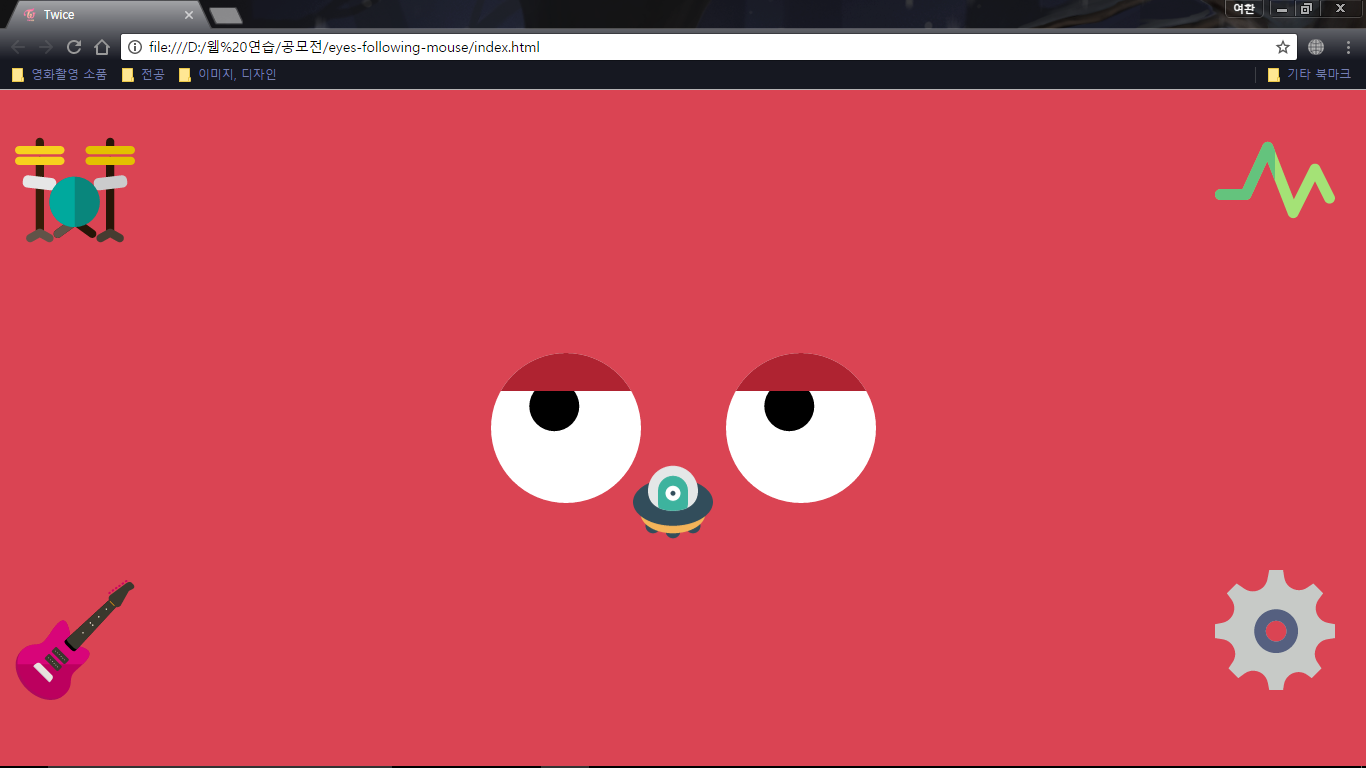 Twice
여환
file:///D:/웹%20연습/공모전/eyes-following-mouse/index.html
영화촬영 소품 전공 이미지, 디자인 기타 북마크